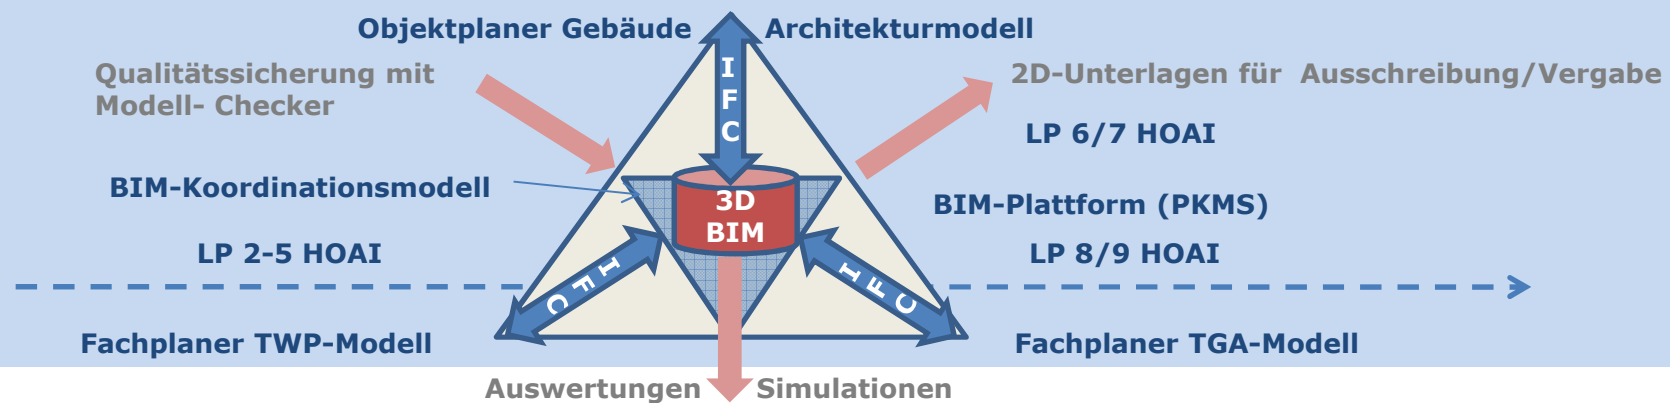 Objektplaner Gebäude
Architekturmodell
Qualitätssicherung mit
Modell- Checker
IFC
2D-Unterlagen für Ausschreibung/Vergabe
LP 6/7 HOAI
BIM-Koordinationsmodell
3D
BIM
BIM-Plattform (PKMS)
LP 2-5 HOAI
LP 8/9 HOAI
IFC
IFC
Fachplaner TWP-Modell
Fachplaner TGA-Modell
Auswertungen
Simulationen